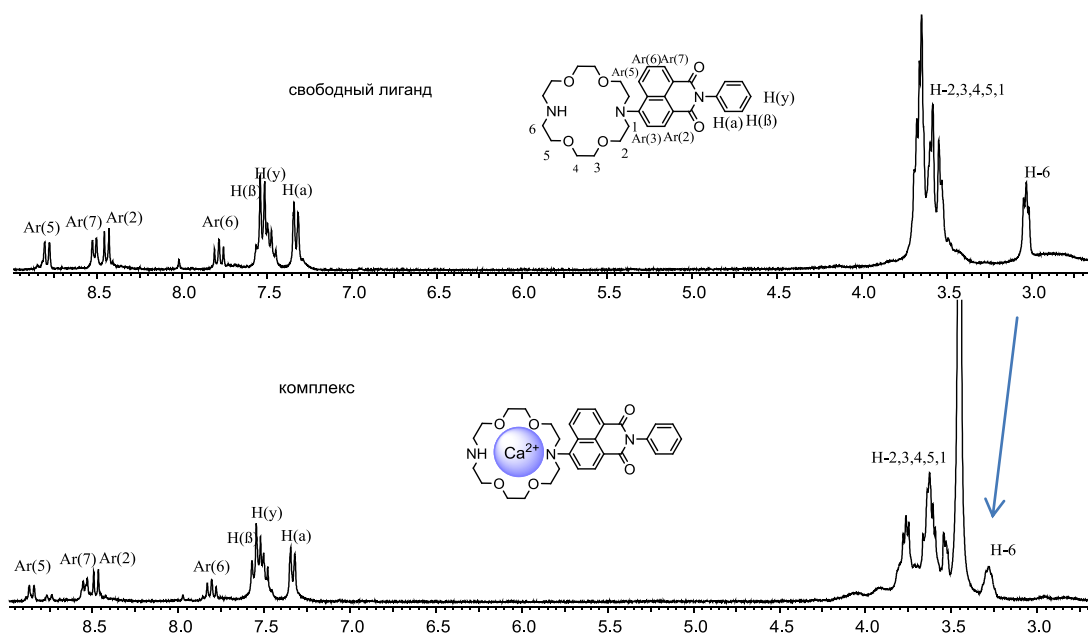 свободный лиганд
Ar(6) Ar(7)
Ar(5)
O O O
NH N N
O O O
H(y)
H(a) H(ß)
6 1 Ar(3) Ar(2)
5 2
4 3
H-2,3,4,5,1
H-6
Ar(5) Ar(7) Ar(2) Ar(6) H(ß) H(y) H(a)
8.5 8.0 7.5 7.0 6.5 6.0 5.5 5.0 4.5 4.0 3.5 3.0
комплекс
O O O
NH Ca2+ N N
O O O
H-2,3,4,5,1
H-6
Ar(5) Ar(7) Ar(2) Ar(6) H(ß) H(y) H(a)
8.5 8.0 7.5 7.0 6.5 6.0 5.5 5.0 4.5 4.0 3.5 3.0